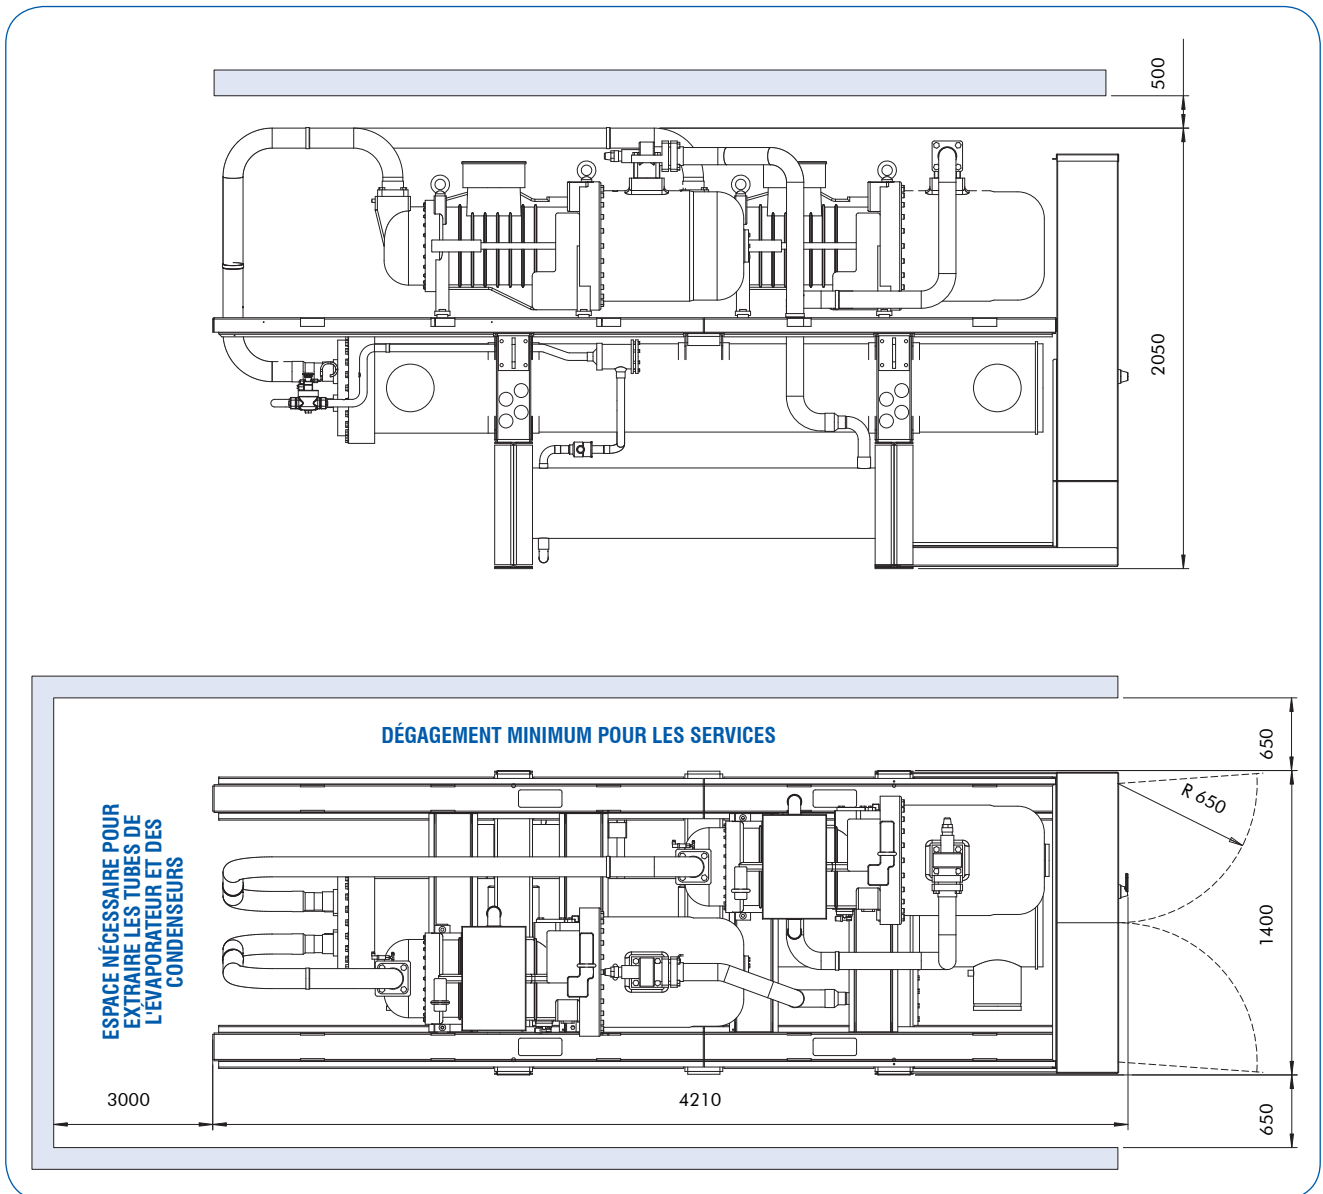 500
2050
DÉGAGEMENT MINIMUM POUR LES SERVICES
650
R 650
ESPACE NÉCESSAIRE POUR
EXTRAIRE LES TUBES DE
L'ÉVAPORATEUR ET DES
CONDENSEURS
1400
3000
4210
650